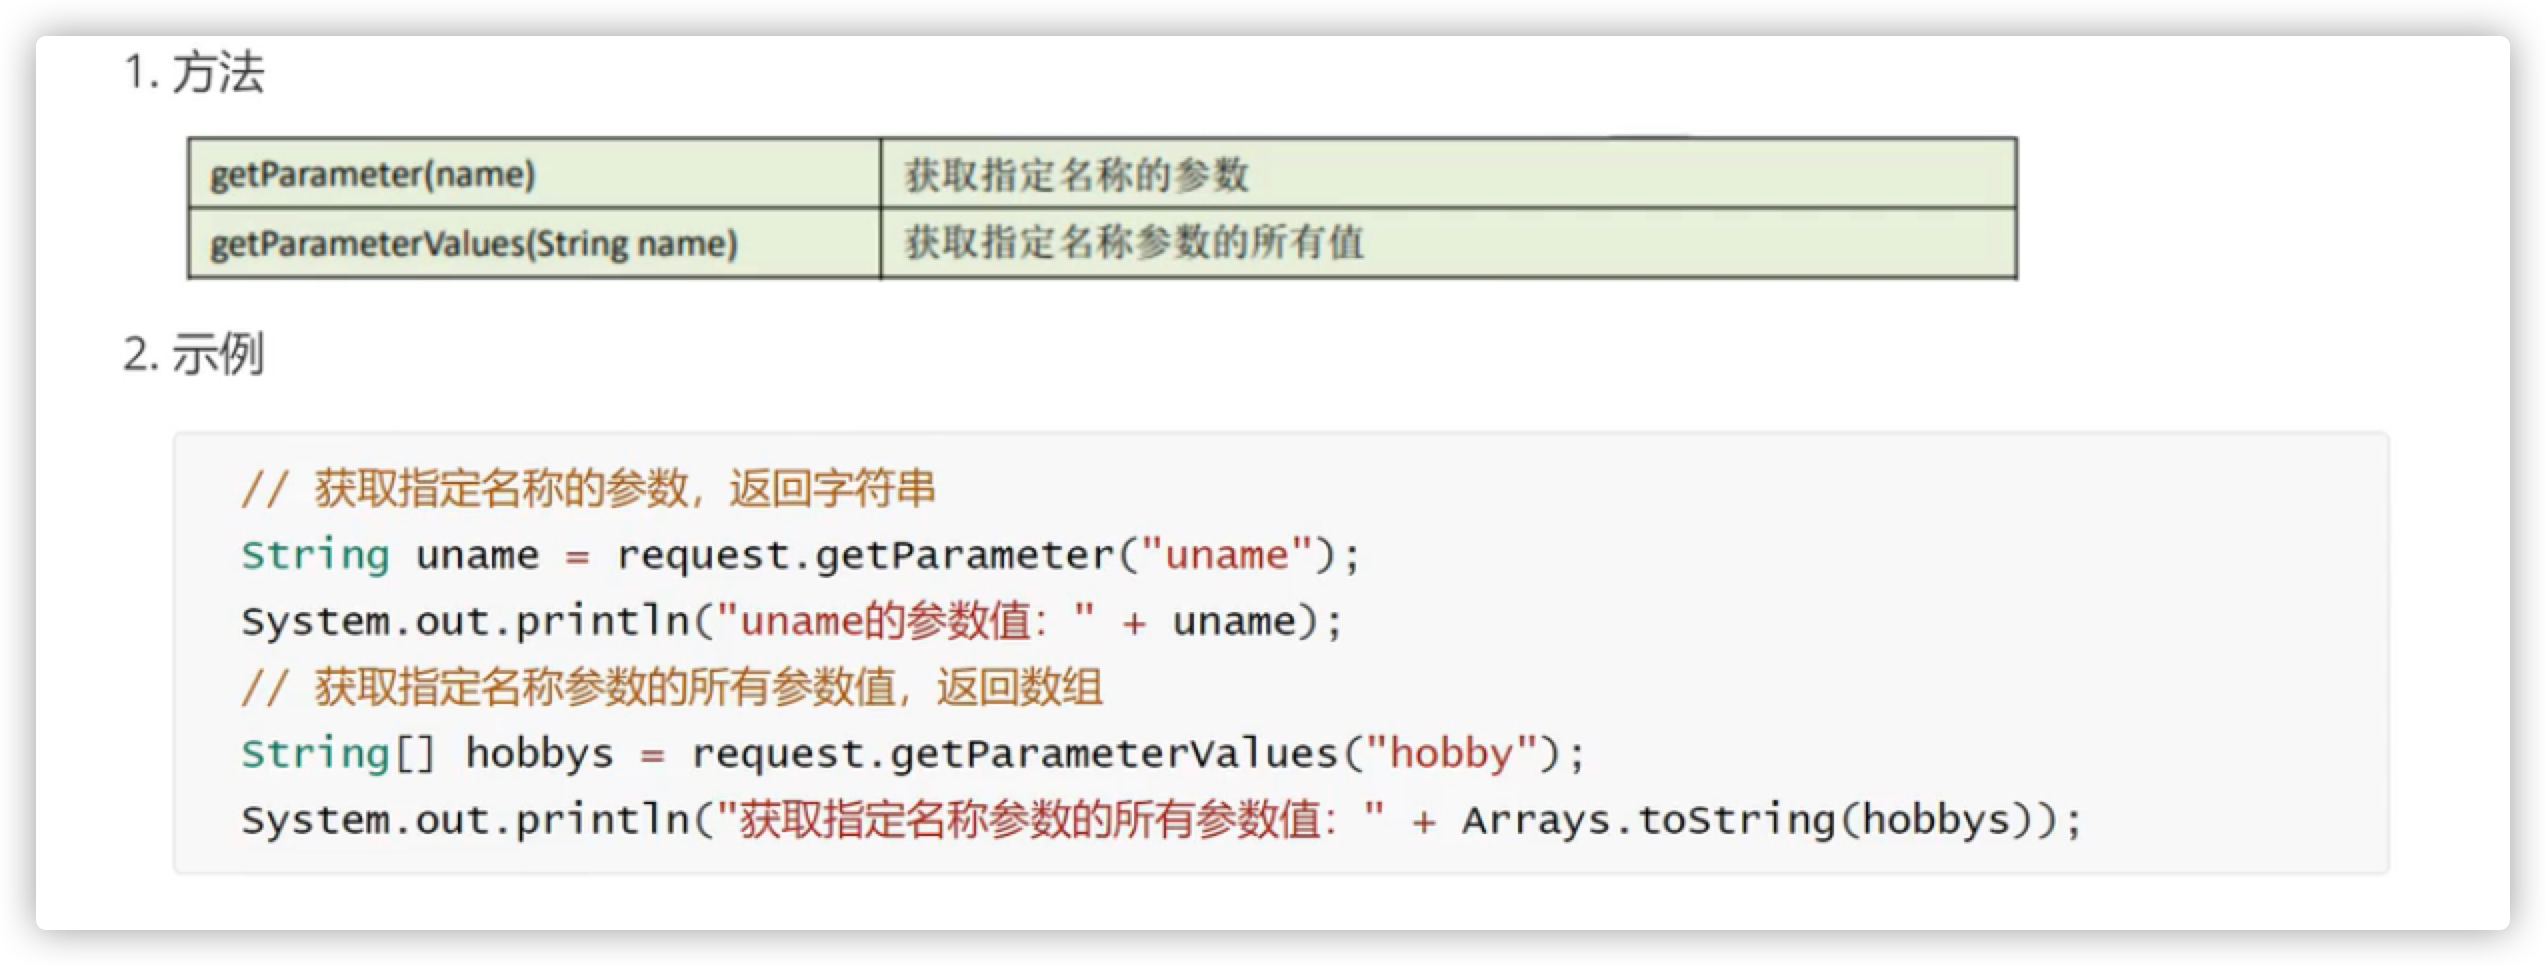 1. 方法
getParameter(name) 获取指定名称的参数
getParameterValues(String name) 获取指定名称参数的所有值
2. 示例
// 获取指定名称的参数，返回字符串
String uname = request.getParameter("uname");
System.out.println("uname的参数值：" + uname);
// 获取指定名称参数的所有参数值，返回数组
String[] hobbys = request.getParameterValues("hobby");
System.out.println("获取指定名称参数的所有参数值：" + Arrays.toString(hobbys));